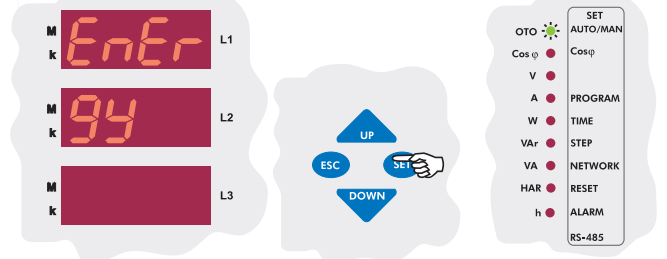 M
k
EnEr
L1
M
k
gy
L2
M
k
L3
UP
ESC
SET
DOWN
SET
OTO AUTO/MAN
Cos φ Cosφ
V
A PROGRAM
W TIME
VAr STEP
VA NETWORK
HAR RESET
h ALARM
RS-485